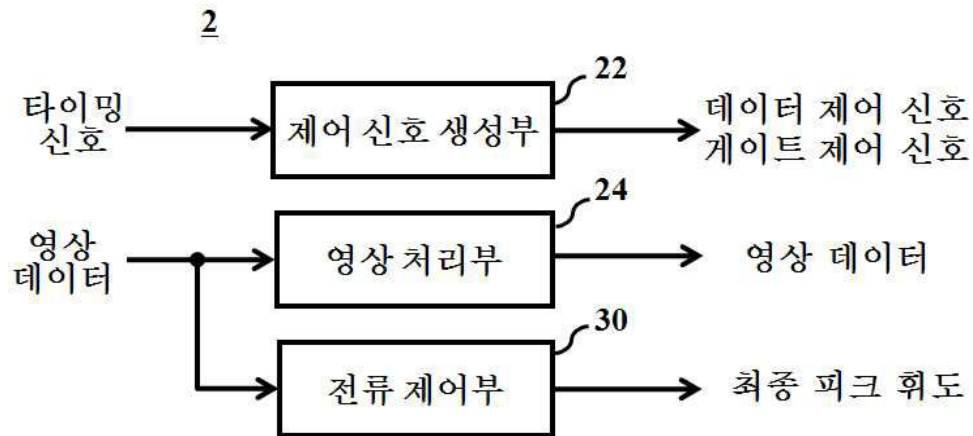 2
22
타이밍
신호
제어 신호 생성부
데이터 제어 신호
게이트 제어 신호
24
영상
데이터
영상 처리부
영상 데이터
30
전류 제어부
최종 피크 휘도